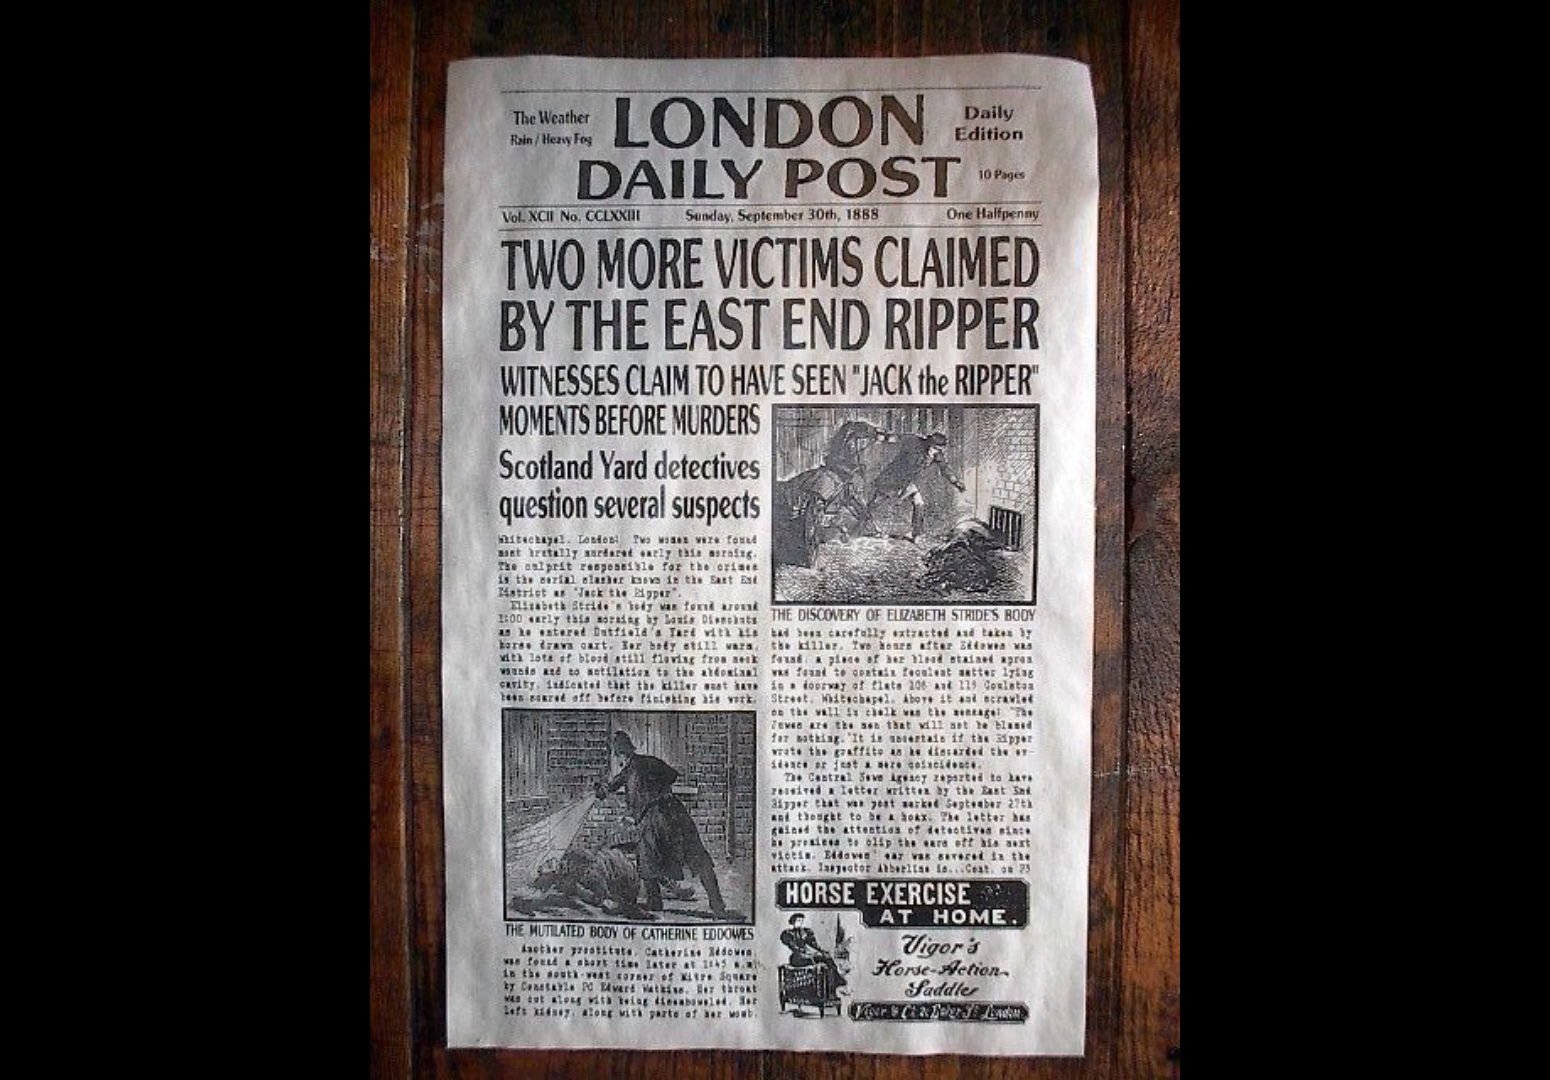 The Weather
Rain / Heavy Fog
LONDON
DAILY POST
Daily
Edition
10 Pages
Vol. XCII No. CCLXXIII Sunday, September 30th, 1888 One Halfpenny
TWO MORE VICTIMS CLAIMED
BY THE EAST END RIPPER
WITNESSES CLAIM TO HAVE SEEN "JACK the RIPPER"
MOMENTS BEFORE MURDERS
Scotland Yard detectives
question several suspects
Whitechapel, London: Two women were found
most brutally murdered early this morning.
The culprit responsible for the crimes
is the serial slasher known in the East End
District as "Jack the Ripper".
Elizabeth Stride's body was found around
1:00 early this morning by Louis Diemshutz
as he entered Dutfield's Yard with his
horse drawn cart. Her body still warm,
with lots of blood still flowing from neck
wounds and no mutilation to the abdominal
cavity, indicated that the killer must have
been scared off before finishing his work.
THE MUTILATED BODY OF CATHERINE EDDOWES
Another prostitute, Catherine Eddowes,
was found a short time later at 1:45 a.m.
in the south-west corner of Mitre Square
by Constable PC Edward Watkins. Her throat
was cut along with being disemboweled. Her
left kidney, along with parts of her womb,
THE DISCOVERY OF ELIZABETH STRIDE'S BODY
had been carefully extracted and taken by
the killer. Two hours after Eddowes was
found, a piece of her blood stained apron
was found to contain feculent matter lying
in a doorway of flats 108 and 119 Goulston
Street, Whitechapel. Above it and scrawled
on the wall in chalk was the message: "The
Juwes are the men that will not be blamed
for nothing."It is uncertain if the Ripper
wrote the graffito as he discarded the ev-
idence or just a mere coincidence.
The Central News Agency reported to have
received a letter written by the East End
Ripper that was post marked September 27th
and thought to be a hoax. The letter has
gained the attention of detectives since
he promises to clip the ears off his next
victim. Eddowes' ear was severed in the
attack. Inspector Abberline is...Cont. on P3
HORSE EXERCISE
AT HOME.
Vigor's
Horse-Action
Saddle
Vigor & Co. Baker St. London